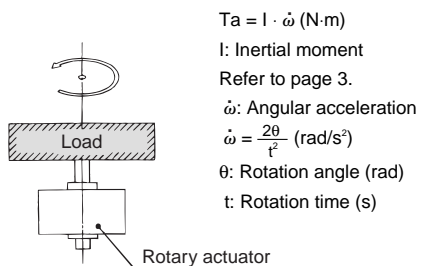 Ta = I · ω̇ (N·m)
I: Inertial moment
Refer to page 3.
ω̇: Angular acceleration
ω̇ = 2θ/t² (rad/s²)
θ: Rotation angle (rad)
t: Rotation time (s)
Load
Rotary actuator